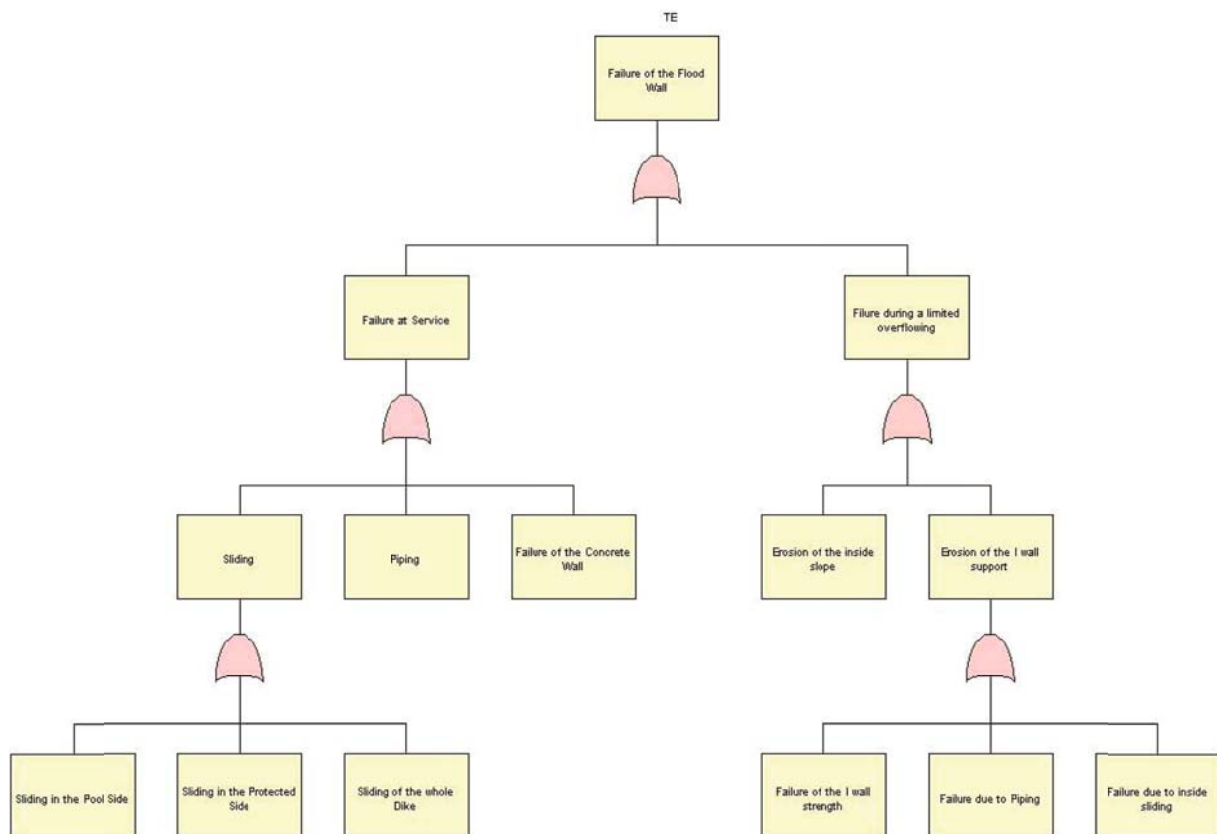 TE
Failure of the Flood
Wall
Failure at Service
Filure during a limited
overflowing
Sliding
Piping
Failure of the Concrete
Wall
Erosion of the inside
slope
Erosion of the I wall
support
Sliding in the Pool Side
Sliding in the Protected
Side
Sliding of the whole
Dike
Failure of the I wall
strength
Failure due to Piping
Failure due to inside
sliding